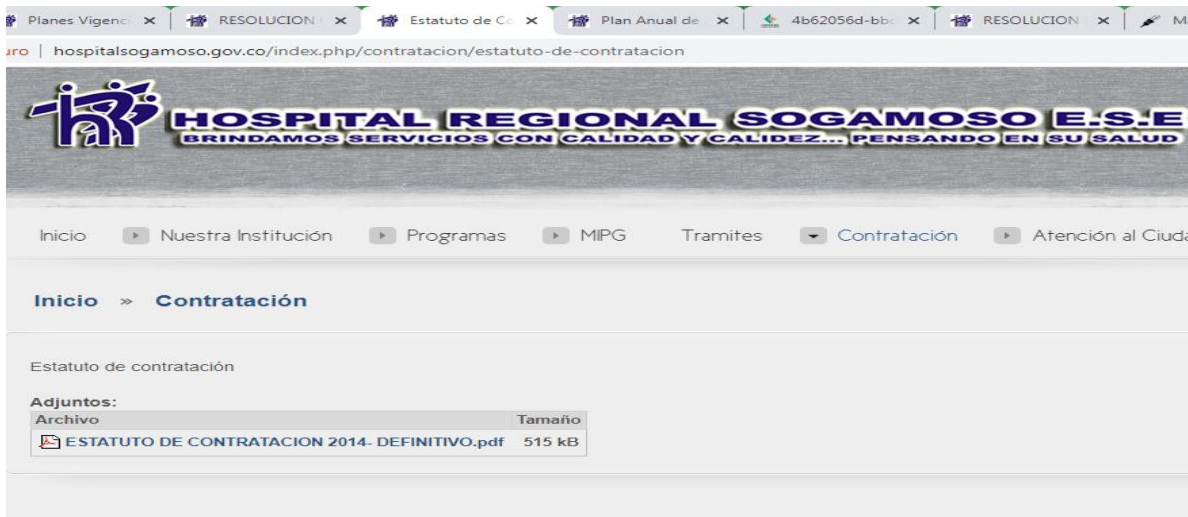 Planes Vigenci RESOLUCION Estatuto de Co Plan Anual de 4b62056d-bbc RESOLUCION M
uro | hospitalsogamoso.gov.co/index.php/contratacion/estatuto-de-contratacion
HOSPITAL REGIONAL SOGAMOSO E.S.E
BRINDAMOS SERVICIOS CON CALIDAD Y CALIDEZ... PENSANDO EN SU SALUD
Inicio Nuestra Institución Programas MIPG Tramites Contratación Atención al Ciuda
Inicio » Contratación
Estatuto de contratación
Adjuntos:
Archivo Tamaño
ESTATUTO DE CONTRATACION 2014- DEFINITIVO.pdf 515 kB